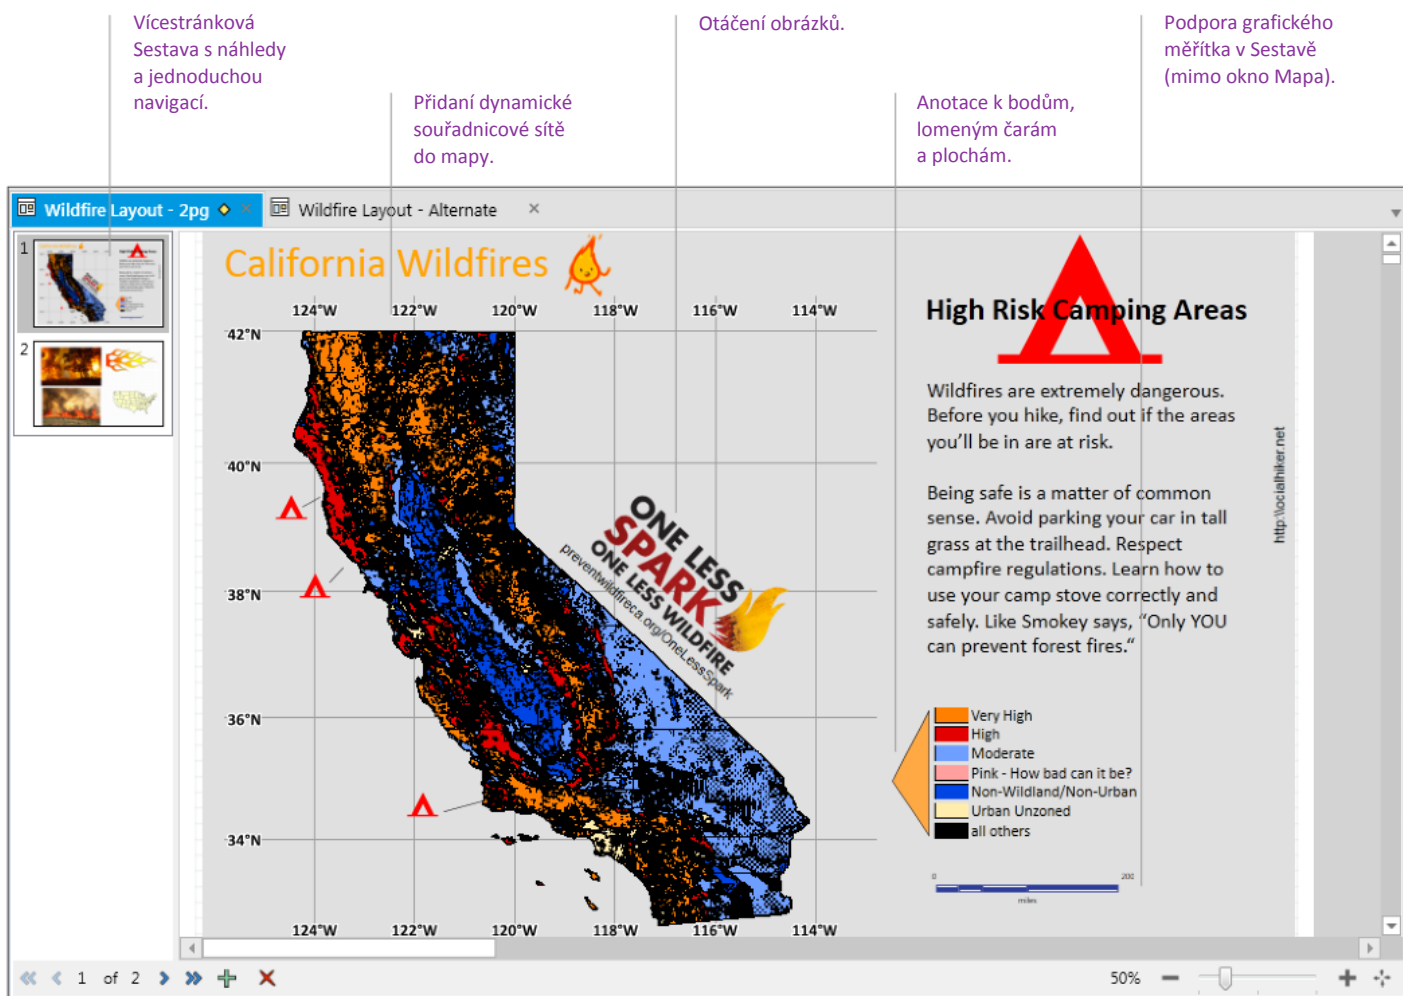 Vícestránková
Sestava s náhledy
a jednoduchou
navigací.
Přidaní dynamické
souřadnicové sítě
do mapy.
Otáčení obrázků.
Anotace k bodům,
lomeným čarám
a plochám.
Podpora grafického
měřítka v Sestavě
(mimo okno Mapa).
Wildfire Layout - 2pg
Wildfire Layout - Alternate
1
2
California Wildfires
124°W 122°W 120°W 118°W 116°W 114°W
42°N
40°N
38°N
36°N
34°N
124°W 122°W 120°W 118°W 116°W 114°W
ONE LESS
SPARK
ONE LESS WILDFIRE
preventwildfireca.org/OneLessSpark
High Risk Camping Areas
Wildfires are extremely dangerous.
Before you hike, find out if the areas
you'll be in are at risk.
Being safe is a matter of common
sense. Avoid parking your car in tall
grass at the trailhead. Respect
campfire regulations. Learn how to
use your camp stove correctly and
safely. Like Smokey says, “Only YOU
can prevent forest fires.“
http:\\ocialhiker.net
Very High
High
Moderate
Pink - How bad can it be?
Non-Wildland/Non-Urban
Urban Unzoned
all others
0 200
miles
1 of 2
50%